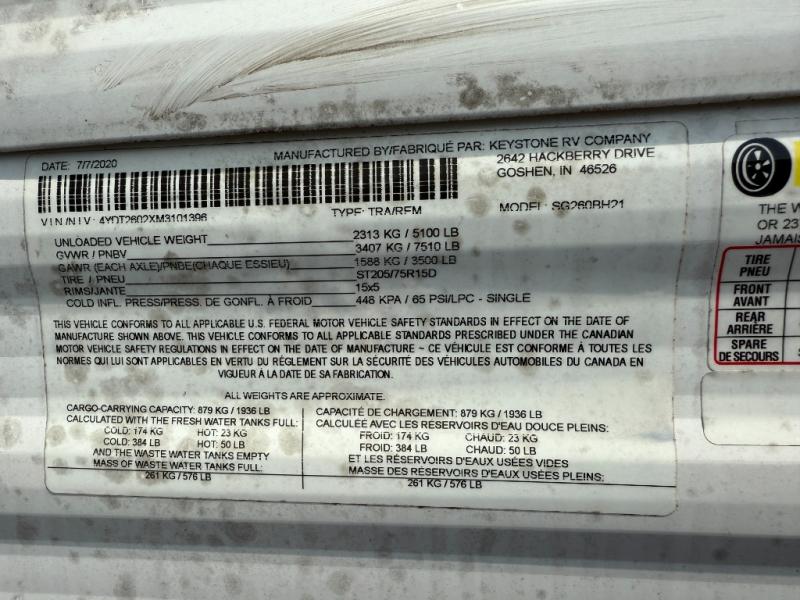 DATE: 7/7/2020
MANUFACTURED BY/FABRIQUÉ PAR: KEYSTONE RV COMPANY
2642 HACKBERRY DRIVE
GOSHEN, IN 46526
VIN/NIV: 4YDT2602XM3101396
TYPE: TRA/REM
MODEL: SG260BH21
UNLOADED VEHICLE WEIGHT 2313 KG / 5100 LB
GVWR / PNBV 3407 KG / 7510 LB
GAWR (EACH AXLE)/PNBE(CHAQUE ESSIEU) 1588 KG / 3500 LB
TIRE / PNEU ST205/75R15D
RIMS/JANTE 15x5
COLD INFL. PRESS/PRESS. DE GONFL. À FROID 448 KPA / 65 PSI/LPC - SINGLE
THIS VEHICLE CONFORMS TO ALL APPLICABLE U.S. FEDERAL MOTOR VEHICLE SAFETY STANDARDS IN EFFECT ON THE DATE OF
MANUFACTURE SHOWN ABOVE. THIS VEHICLE CONFORMS TO ALL APPLICABLE STANDARDS PRESCRIBED UNDER THE CANADIAN
MOTOR VEHICLE SAFETY REGULATIONS IN EFFECT ON THE DATE OF MANUFACTURE ~ CE VÉHICULE EST CONFORME À TOUTES LES
NORMES QUI LUI SONT APPLICABLES EN VERTU DU RÉGLEMENT SUR LA SÉCURITÉ DES VÉHICULES AUTOMOBILES DU CANADA EN
VIGUEUR À LA DATE DE SA FABRICATION.
ALL WEIGHTS ARE APPROXIMATE.
CARGO-CARRYING CAPACITY: 879 KG / 1936 LB
CALCULATED WITH THE FRESH WATER TANKS FULL:
COLD: 174 KG HOT: 23 KG
COLD: 384 LB HOT: 50 LB
AND THE WASTE WATER TANKS EMPTY
MASS OF WASTE WATER TANKS FULL:
261 KG / 576 LB
CAPACITÉ DE CHARGEMENT: 879 KG / 1936 LB
CALCULÉE AVEC LES RÉSERVOIRS D'EAU DOUCE PLEINS:
FROID: 174 KG CHAUD: 23 KG
FROID: 384 LB CHAUD: 50 LB
ET LES RÉSERVOIRS D'EAUX USÉES VIDES
MASSE DES RÉSERVOIRS D'EAUX USÉES PLEINS:
261 KG / 576 LB
THE W
OR 23
JAMAIS
TIRE
PNEU
FRONT
AVANT
REAR
ARRIÈRE
SPARE
DE SECOURS